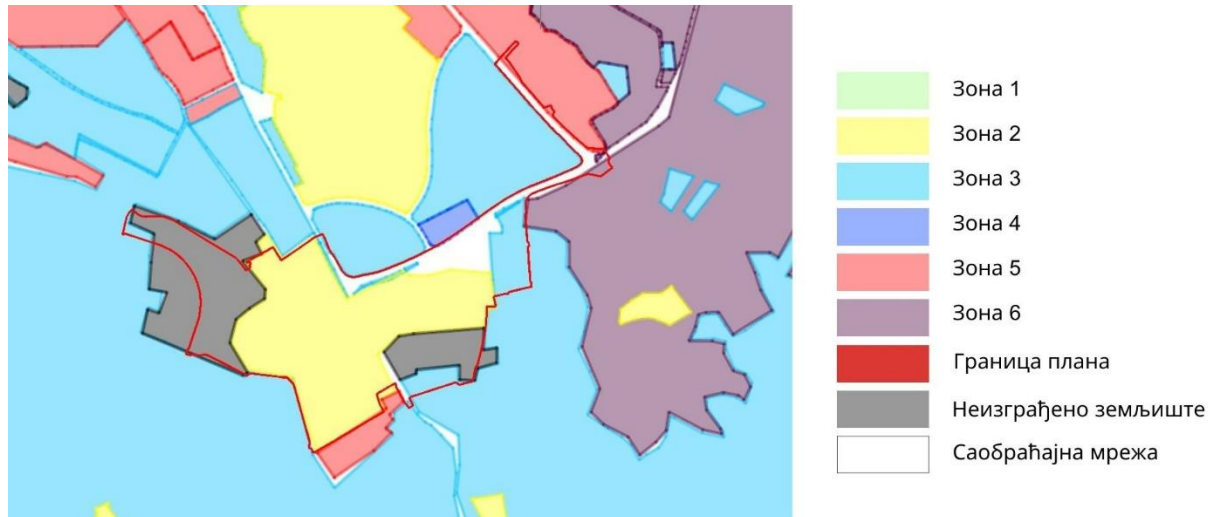 Зона 1
Зона 2
Зона 3
Зона 4
Зона 5
Зона 6
Граница плана
Неизграђено земљиште
Саобраћајна мрежа